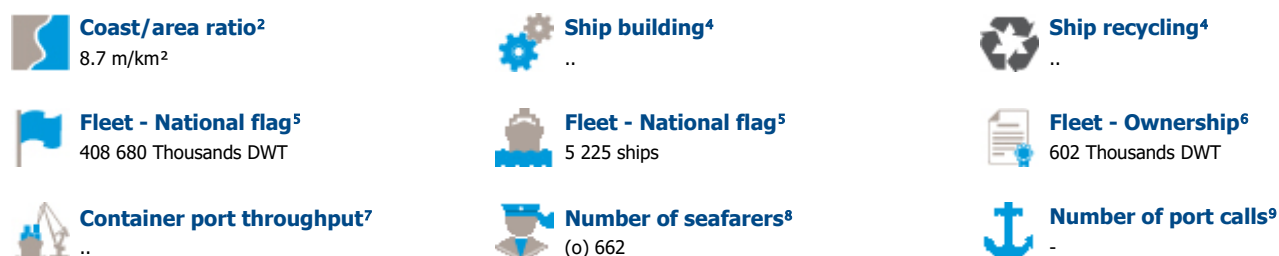 Coast/area ratio²
8.7 m/km²
Ship building⁴
..
Ship recycling⁴
..
Fleet - National flag⁵
408 680 Thousands DWT
Fleet - National flag⁵
5 225 ships
Fleet - Ownership⁶
602 Thousands DWT
Container port throughput⁷
..
Number of seafarers⁸
(o) 662
Number of port calls⁹
-